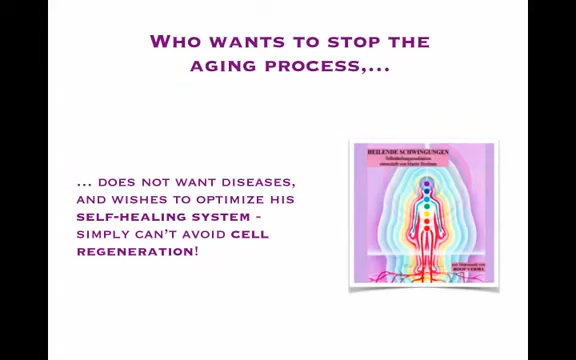 WHO WANTS TO STOP THE
AGING PROCESS,...
... DOES NOT WANT DISEASES,
AND WISHES TO OPTIMIZE HIS
SELF-HEALING SYSTEM -
SIMPLY CAN'T AVOID CELL
REGENERATION!
HEILENDE SCHWINGUNGEN